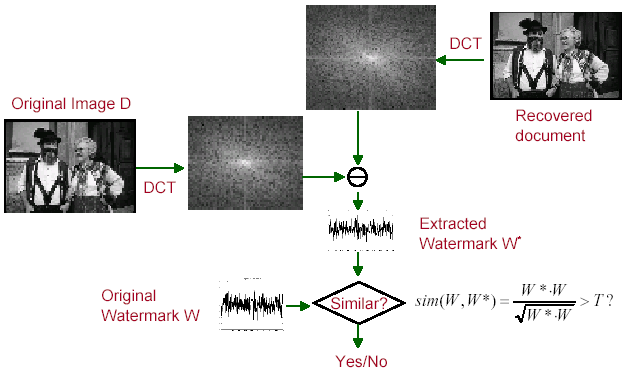 DCT
Recovered
document
Original Image D
DCT
Extracted
Watermark W*
Original
Watermark W
Similar?
sim(W,W*) = W*·W / √W*·W > T?
Yes/No